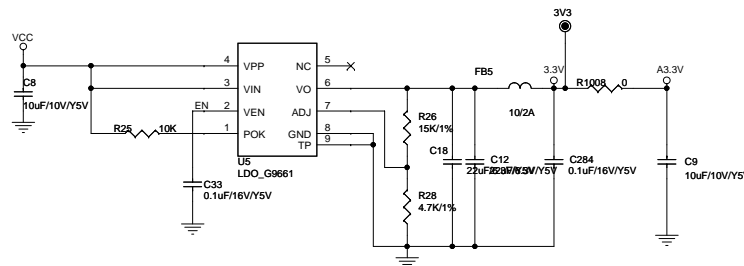 3V3
VCC
C8
10uF/10V/Y5V
4
VPP
NC
5
3
VIN
VO
6
EN
2
VEN
ADJ
7
R25
10K
1
POK
GND
8
TP
9
U5
LDO_G9661
C33
0.1uF/16V/Y5V
R26
15K/1%
R28
4.7K/1%
C18
C12
FB5
10/2A
3.3V
R1008
0
A3.3V
C284
0.1uF/16V/Y5V
C9
10uF/10V/Y5